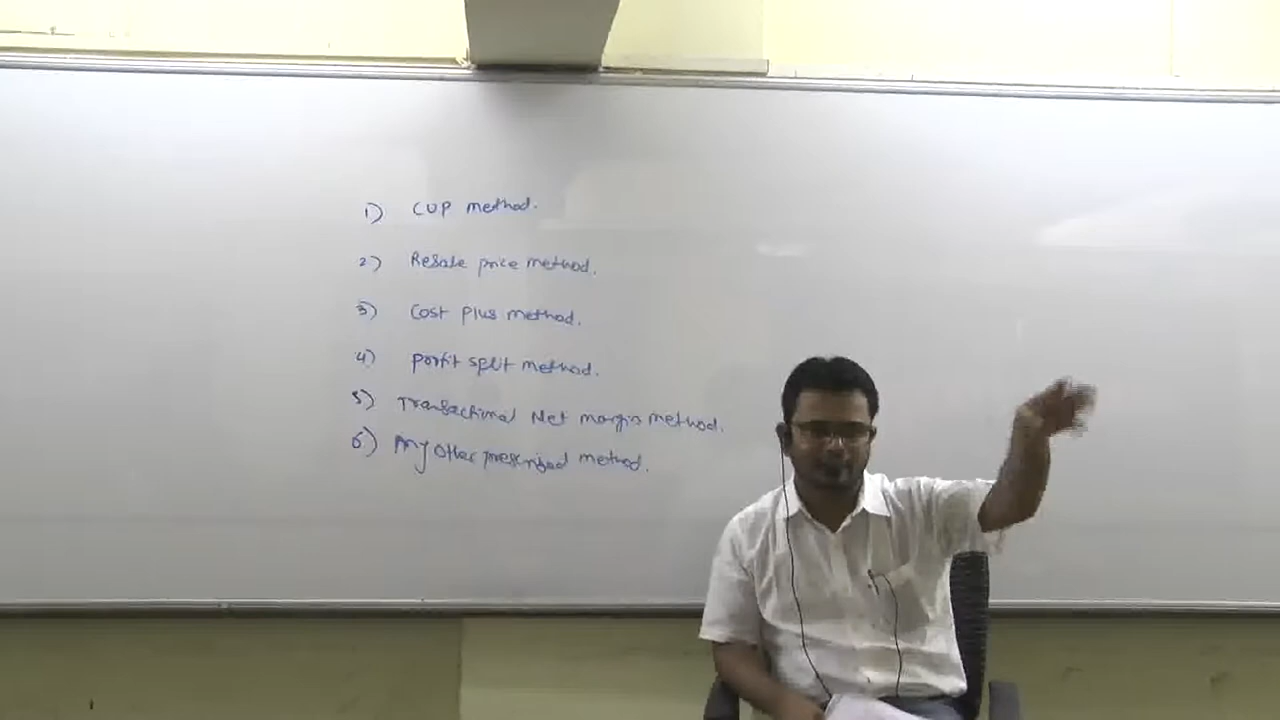 1) CUP method.
2) Resale price method.
3) Cost plus method.
4) porfit split method.
5) Transactional Net margin method.
6) Any other prescribed method.